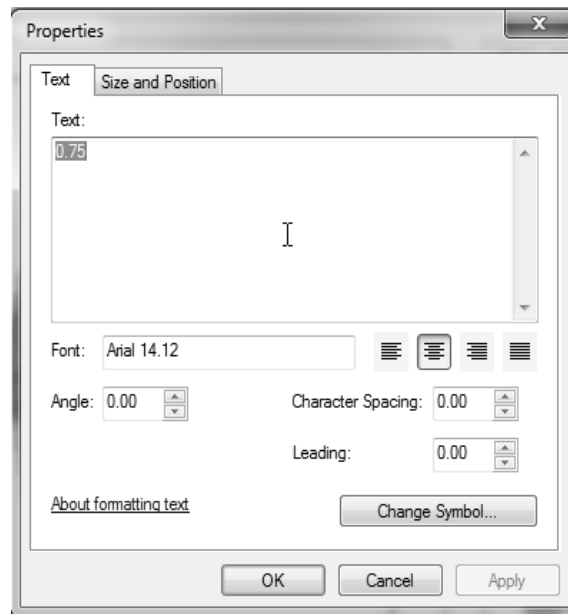 Properties
Text
Size and Position
Text:
0.75
Font: Arial 14.12
Angle: 0.00
Character Spacing: 0.00
Leading: 0.00
About formatting text
Change Symbol...
OK
Cancel
Apply